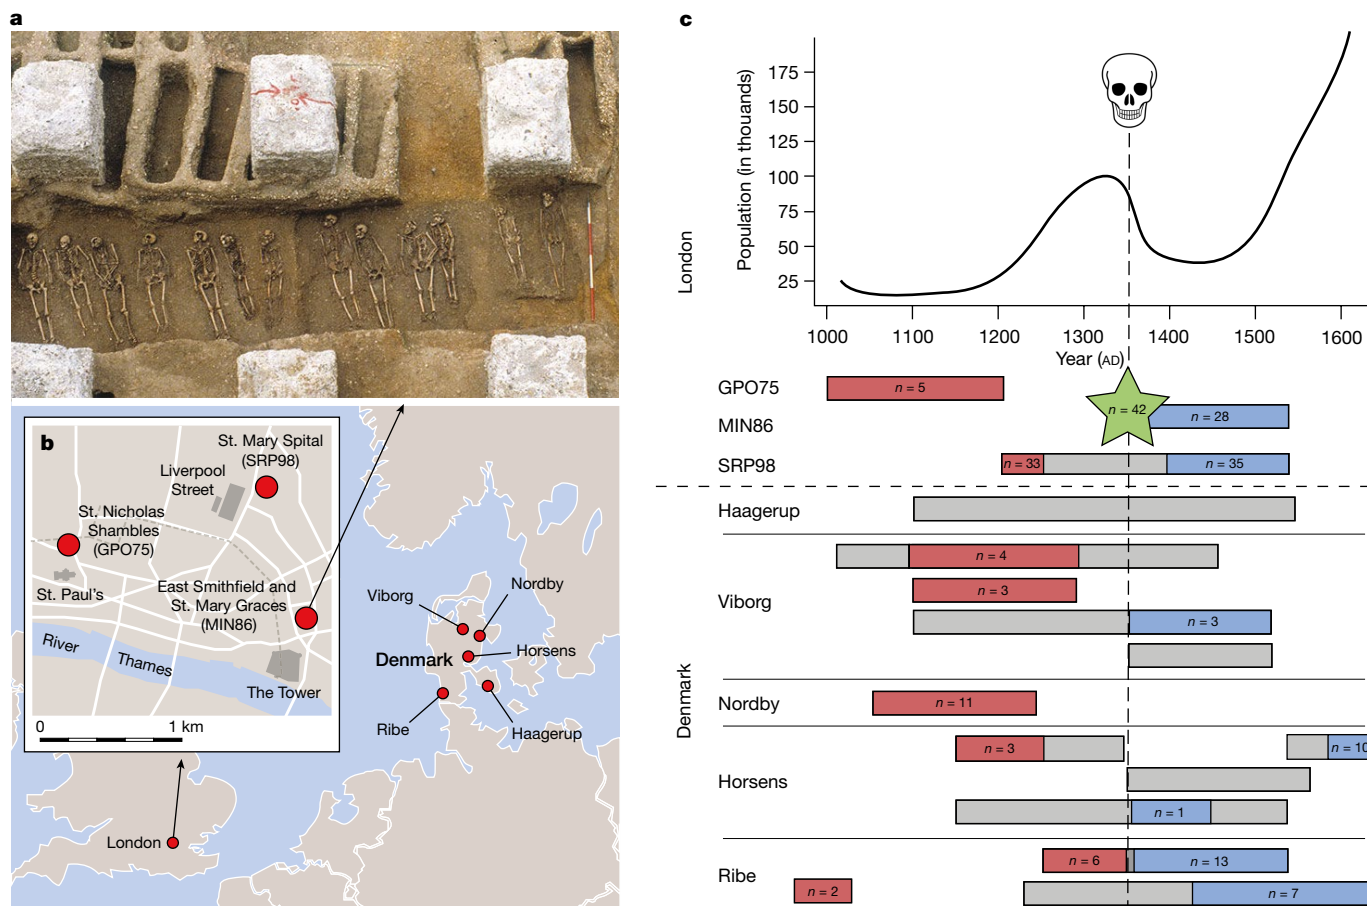 a
b
St. Mary Spital
(SRP98)
Liverpool
Street
St. Nicholas
Shambles
(GPO75)
St. Paul's
East Smithfield and
St. Mary Graces
(MIN86)
River
Thames
The Tower
0
1 km
London
Viborg
Nordby
Denmark
Horsens
Ribe
Haagerup
c
London
Population (in thousands)
175
150
125
100
75
50
25
1000
1100
1200
1300
1400
1500
1600
Year (AD)
GPO75
n = 5
n = 42
MIN86
n = 28
SRP98
n = 33
n = 35
Denmark
Haagerup
Viborg
n = 4
n = 3
n = 3
Nordby
n = 11
Horsens
n = 3
n = 10
n = 1
Ribe
n = 6
n = 13
n = 2
n = 7